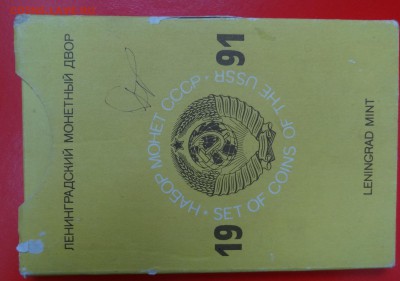 ЛЕНИНГРАДСКИЙ МОНЕТНЫЙ ДВОР
НАБОР МОНЕТ СССР · SET OF COINS OF THE USSR ·
19 91
LENINGRAD MINT